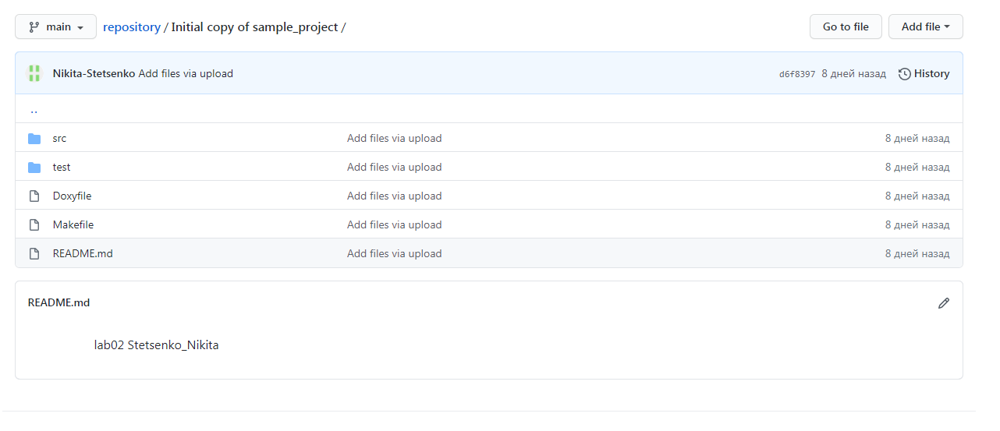 main repository / Initial copy of sample_project / Go to file Add file
Nikita-Stetsenko Add files via upload d6f8397 8 дней назад History
..
src Add files via upload 8 дней назад
test Add files via upload 8 дней назад
Doxyfile Add files via upload 8 дней назад
Makefile Add files via upload 8 дней назад
README.md Add files via upload 8 дней назад
README.md
lab02 Stetsenko_Nikita